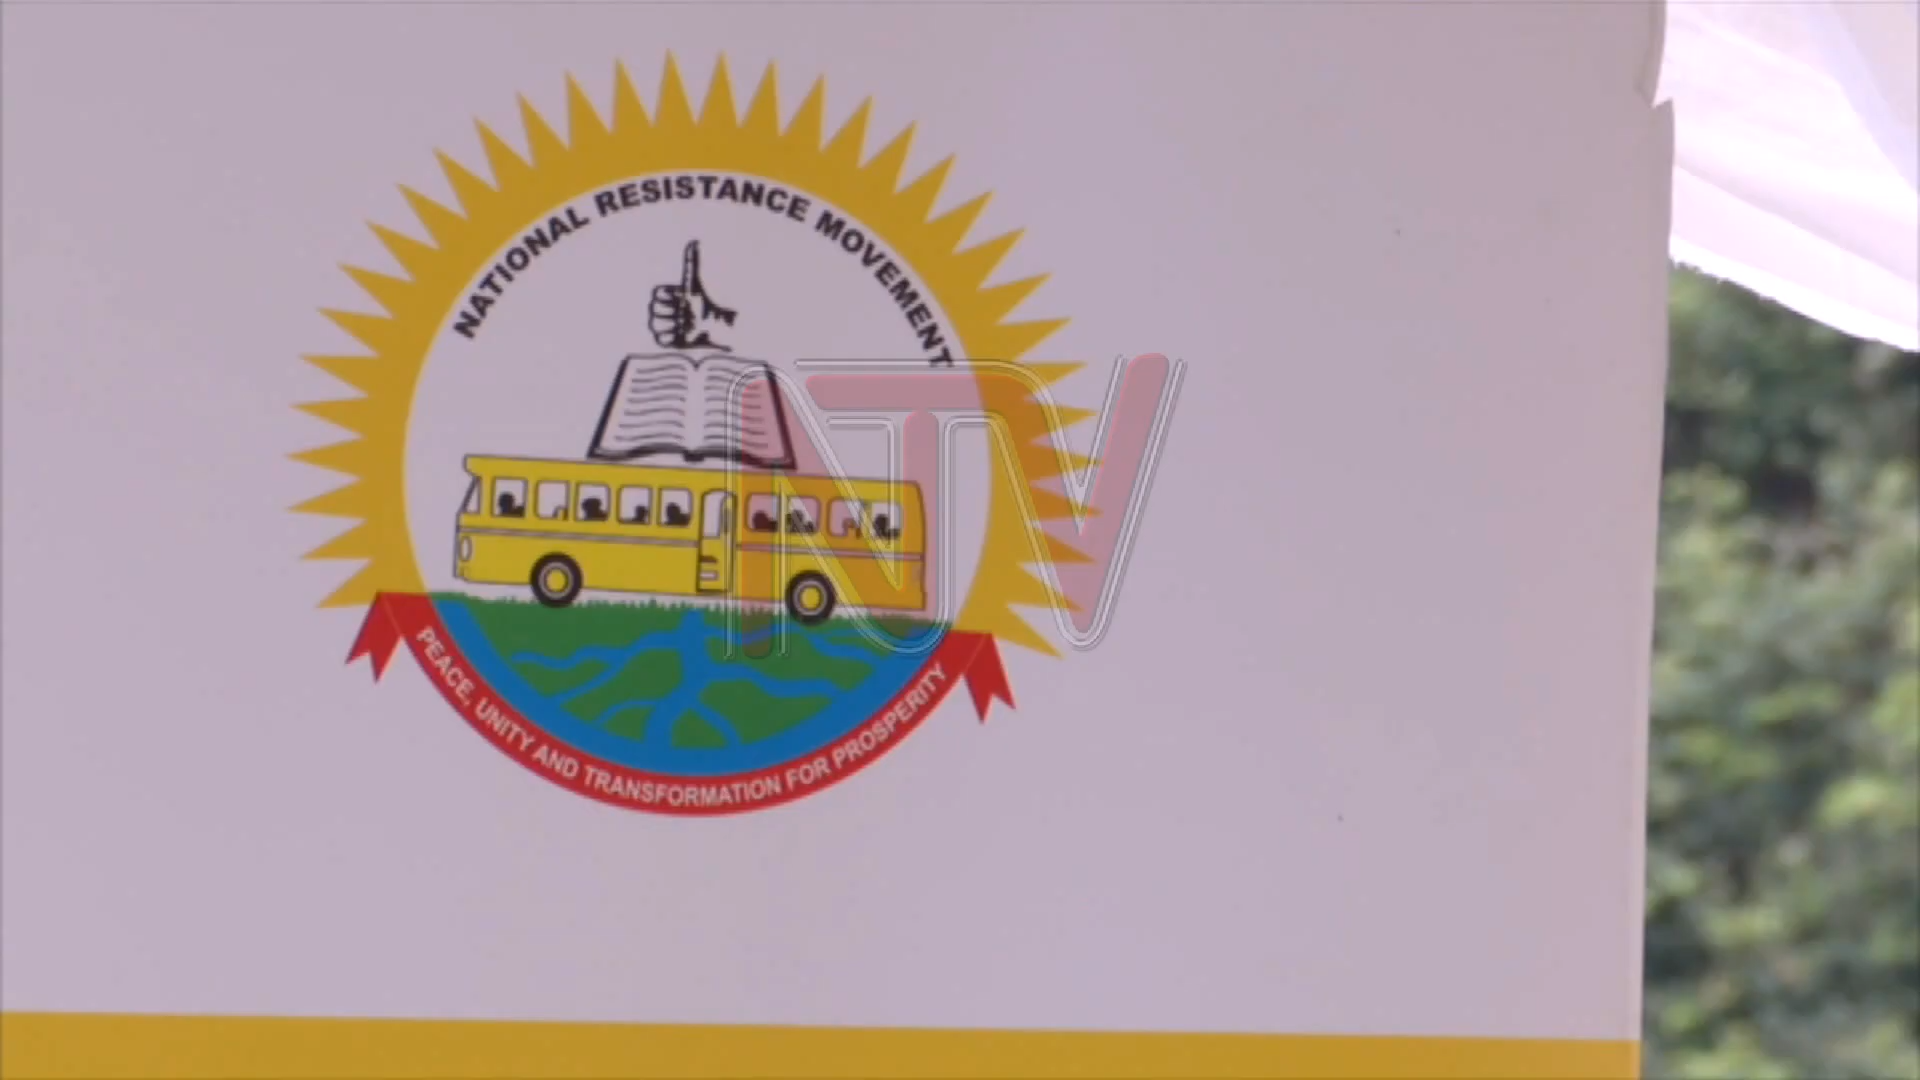 NATIONAL RESISTANCE MOVEMENT
NTV
PEACE, UNITY AND TRANSFORMATION FOR PROSPERITY